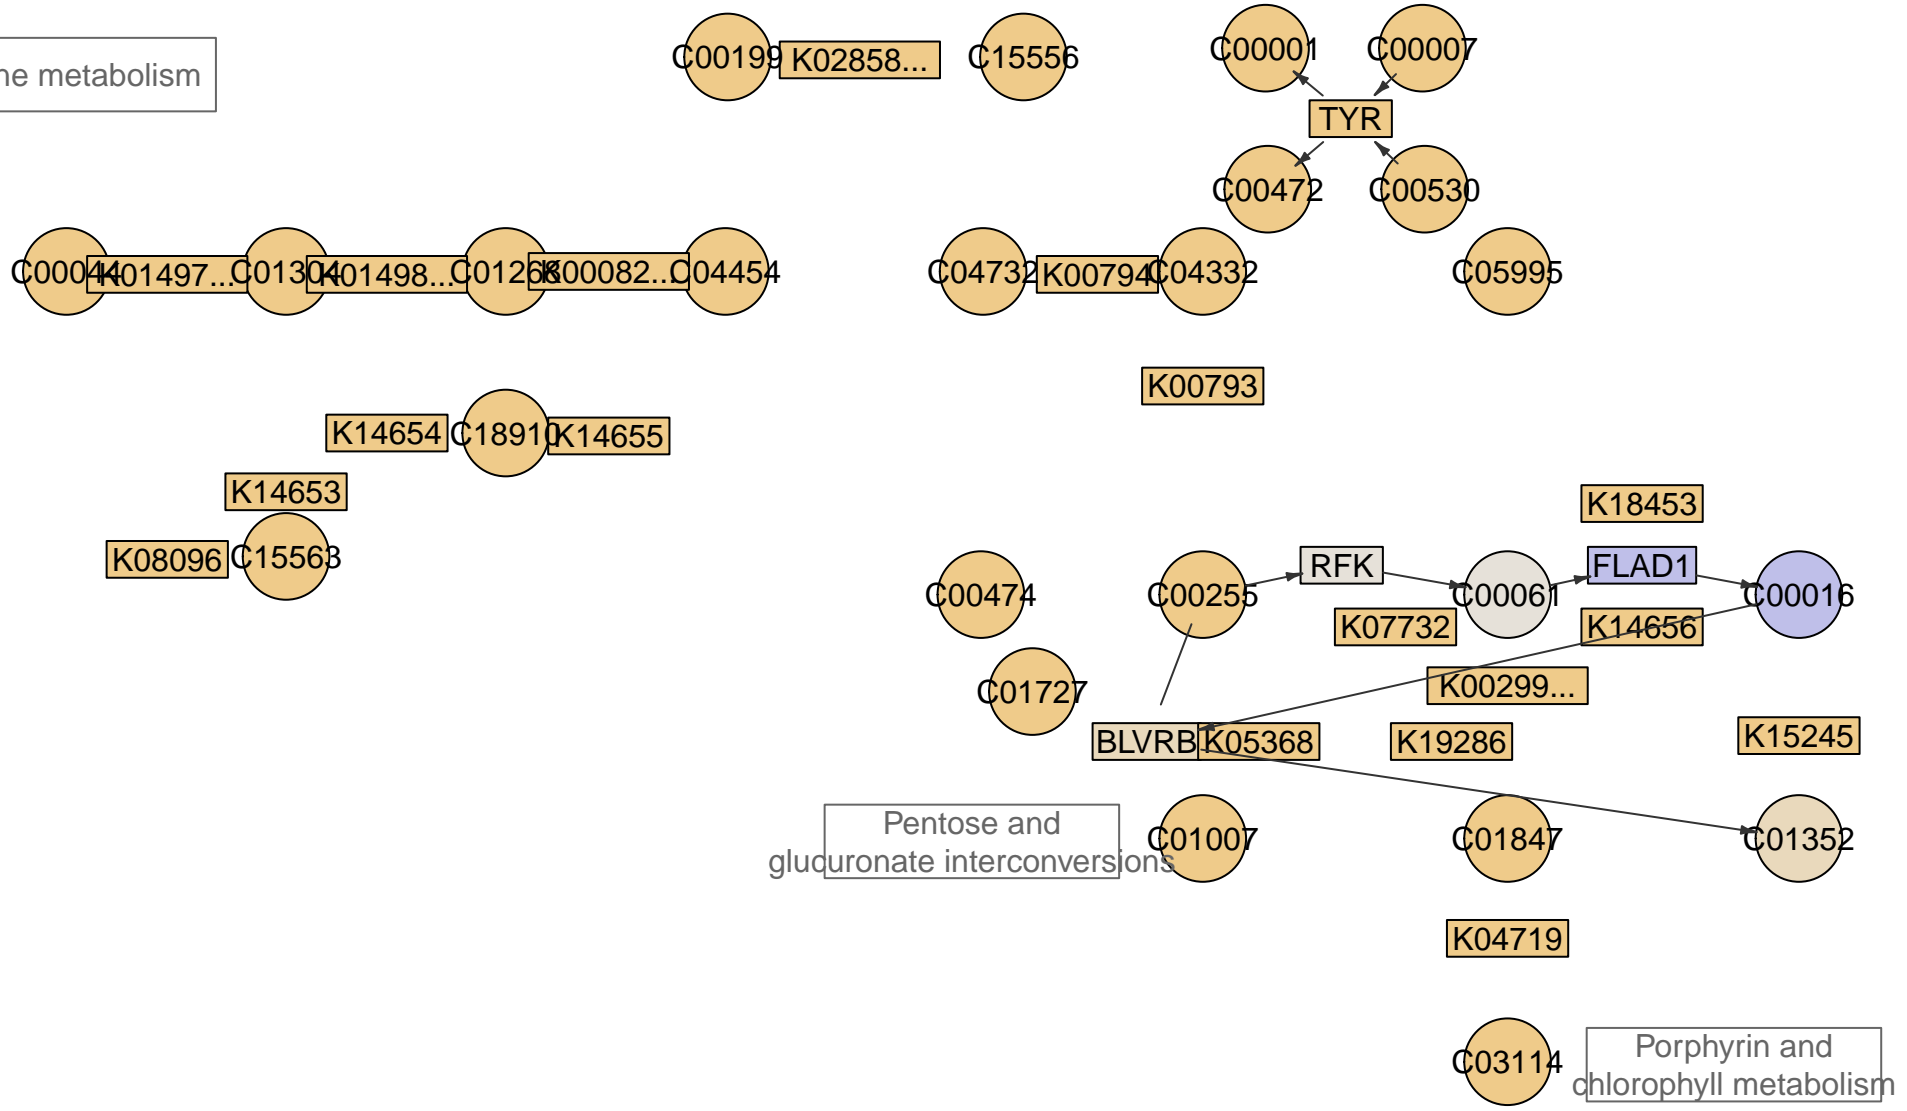 C00199
K02858...
C15556
C00001
C00007
ne metabolism
TYR
C00472
C00530
C00044
K01497...
C01304
K01498...
C01268
K00082...
C04454
C04732
K00794
C04332
C05995
K00793
K14654
C18910
K14655
K14653
K08096
C15563
K18453
C00474
C00255
RFK
C00061
FLAD1
C00016
K07732
K14656
C01727
K00299...
BLVRB
K05368
K19286
K15245
Pentose and
glucuronate interconversions
C01007
C01847
C01352
K04719
C03114
Porphyrin and
chlorophyll metabolism